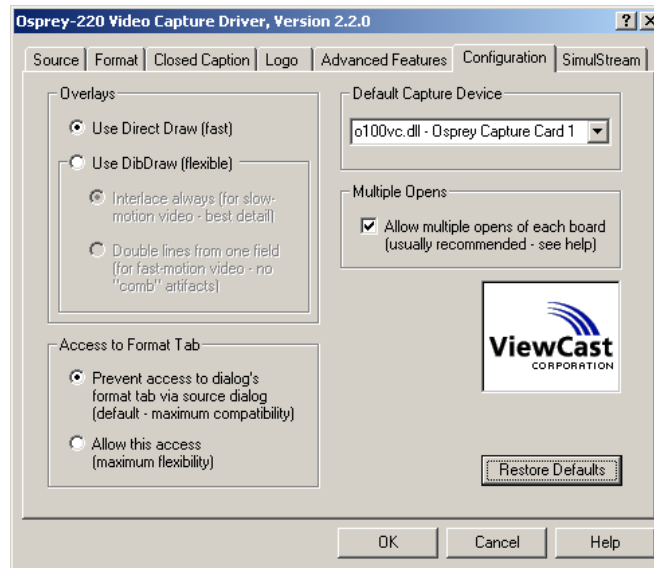 Osprey-220 Video Capture Driver, Version 2.2.0
Source
Format
Closed Caption
Logo
Advanced Features
Configuration
SimulStream
Overlays
Use Direct Draw (fast)
Use DibDraw (flexible)
Interlace always (for slow-
motion video - best detail)
Double lines from one field
(for fast-motion video - no
"comb" artifacts)
Access to Format Tab
Prevent access to dialog's
format tab via source dialog
(default - maximum compatibility)
Allow this access
(maximum flexibility)
Default Capture Device
o100vc.dll - Osprey Capture Card 1
Multiple Opens
Allow multiple opens of each board
(usually recommended - see help)
ViewCast
CORPORATION
Restore Defaults
OK
Cancel
Help